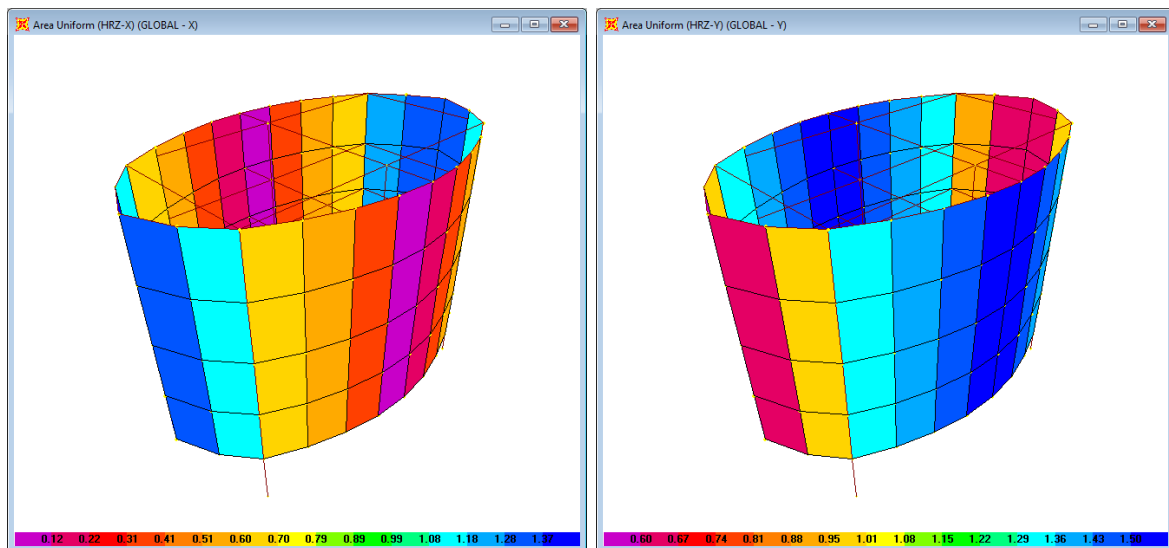 Area Uniform (HRZ-X) (GLOBAL - X)
Area Uniform (HRZ-Y) (GLOBAL - Y)
0.12 0.22 0.31 0.41 0.51 0.60 0.70 0.79 0.89 0.99 1.08 1.18 1.28 1.37
0.60 0.67 0.74 0.81 0.88 0.95 1.01 1.08 1.15 1.22 1.29 1.36 1.43 1.50